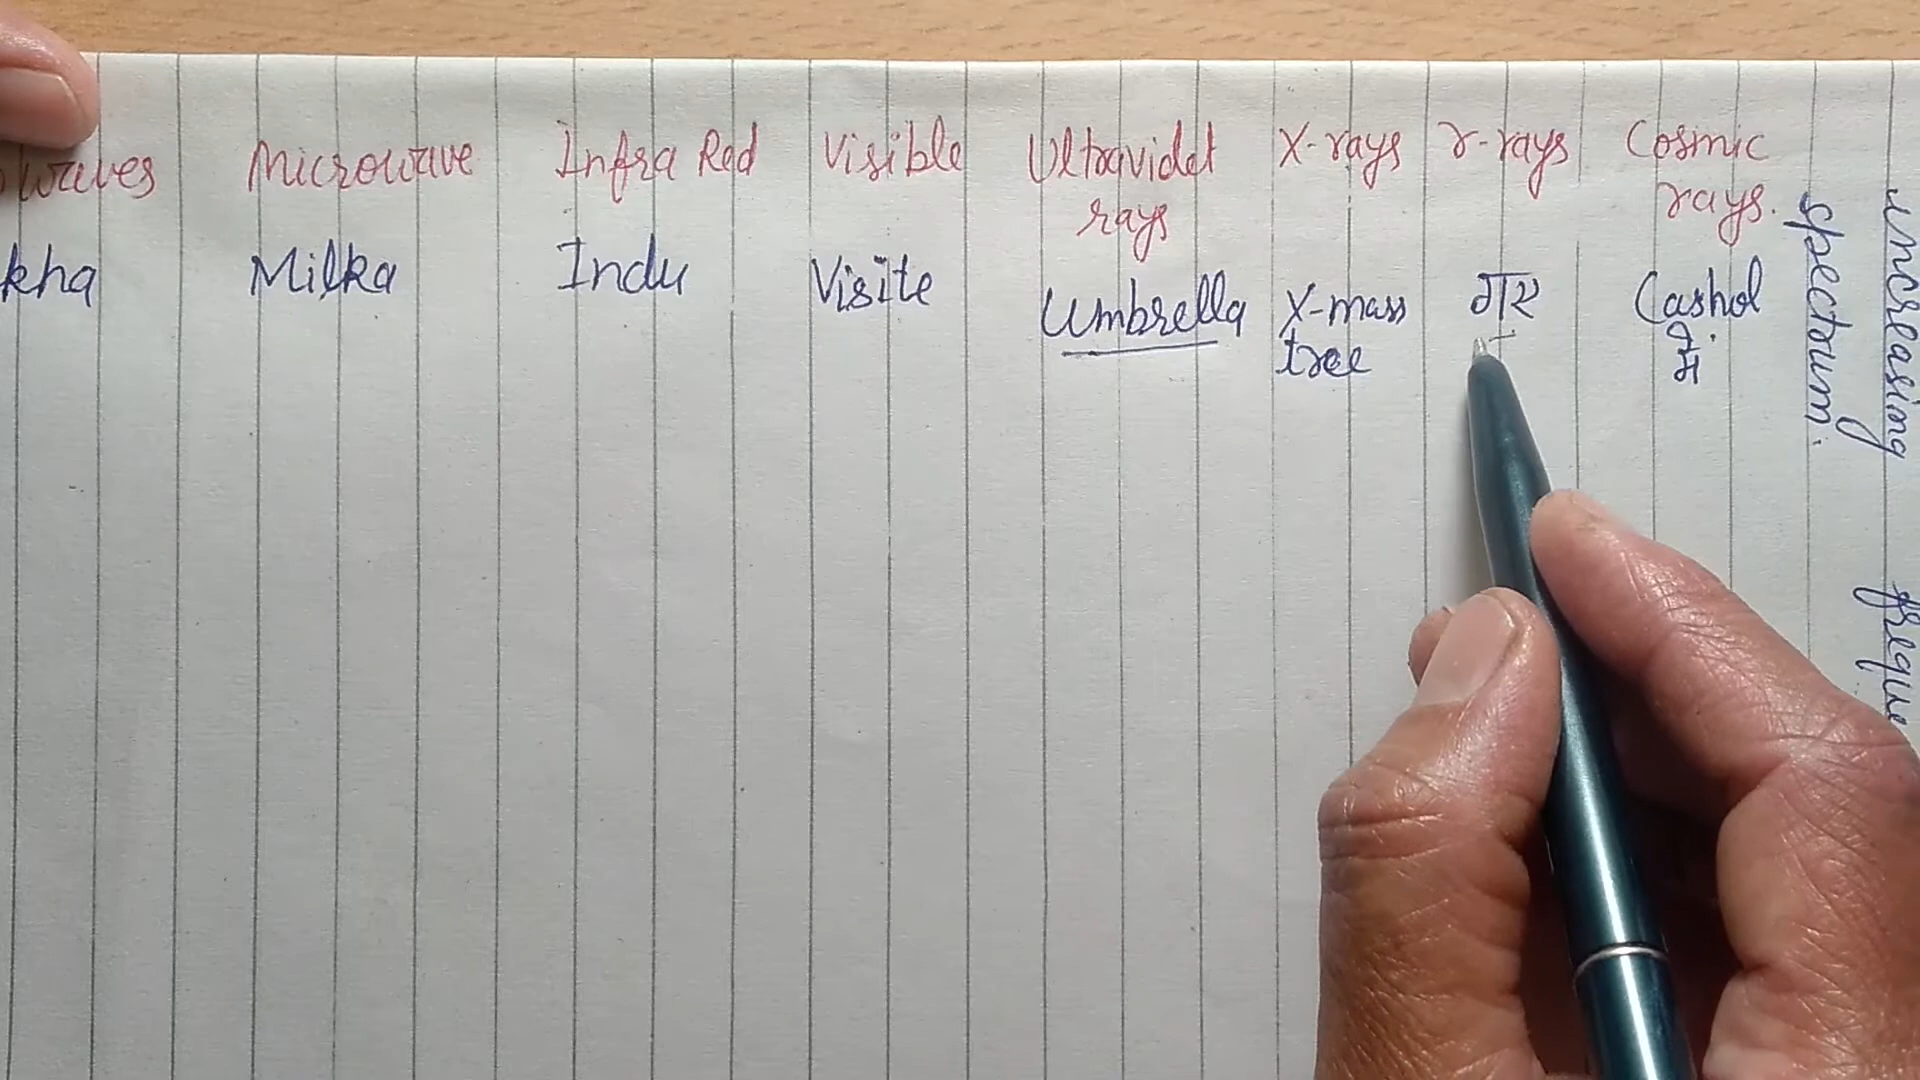 waves Microwave Infra Red Visible Ultraviolet X-rays γ-rays Cosmic
rays rays.
kha Milka Indu Visite Umbrella X-mass गार Cashol
tree में
increasing freque
spectrum.